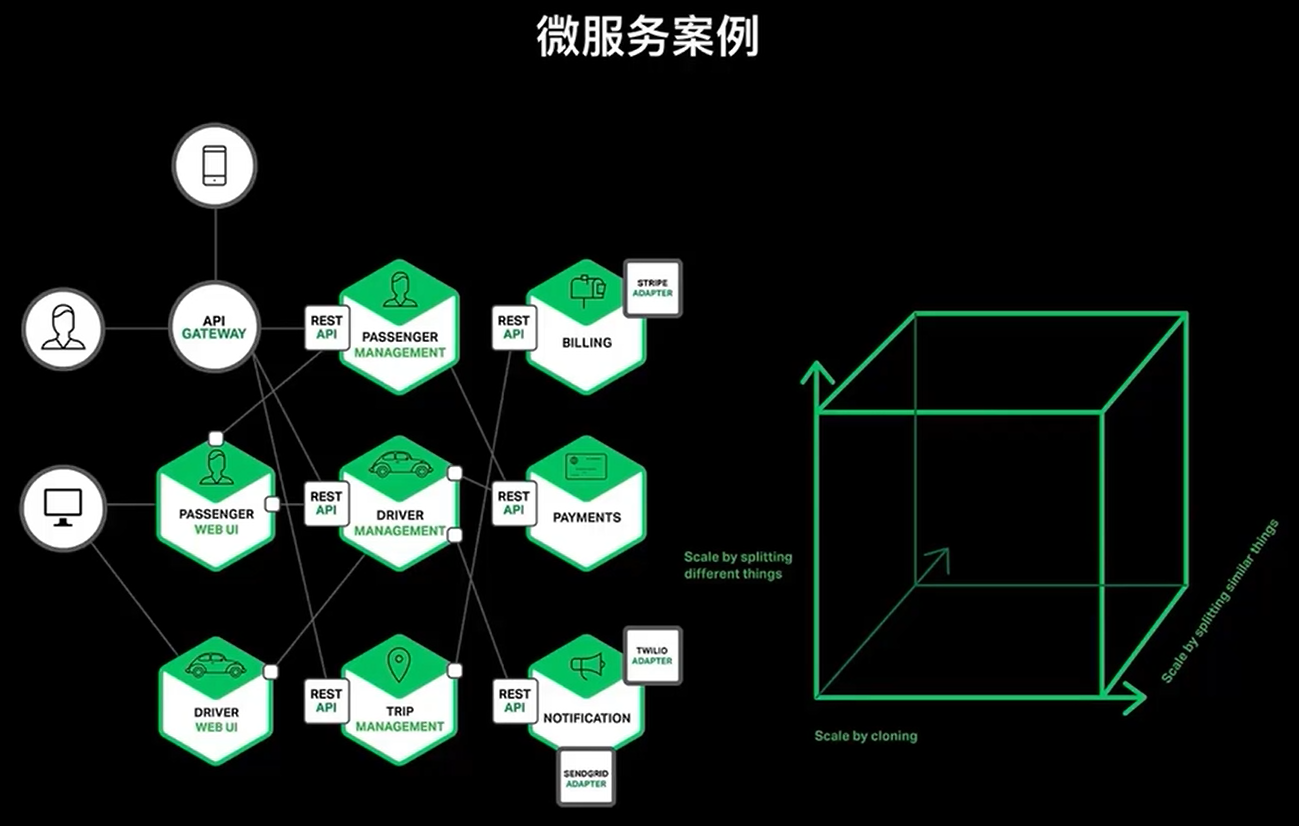 微服务案例
API
GATEWAY
REST
API
PASSENGER
MANAGEMENT
REST
API
BILLING
STRIPE
ADAPTER
PASSENGER
WEB UI
REST
API
DRIVER
MANAGEMENT
REST
API
PAYMENTS
DRIVER
WEB UI
REST
API
TRIP
MANAGEMENT
REST
API
NOTIFICATION
TWILIO
ADAPTER
SENDGRID
ADAPTER
Scale by splitting
different things
Scale by cloning
Scale by splitting similar things